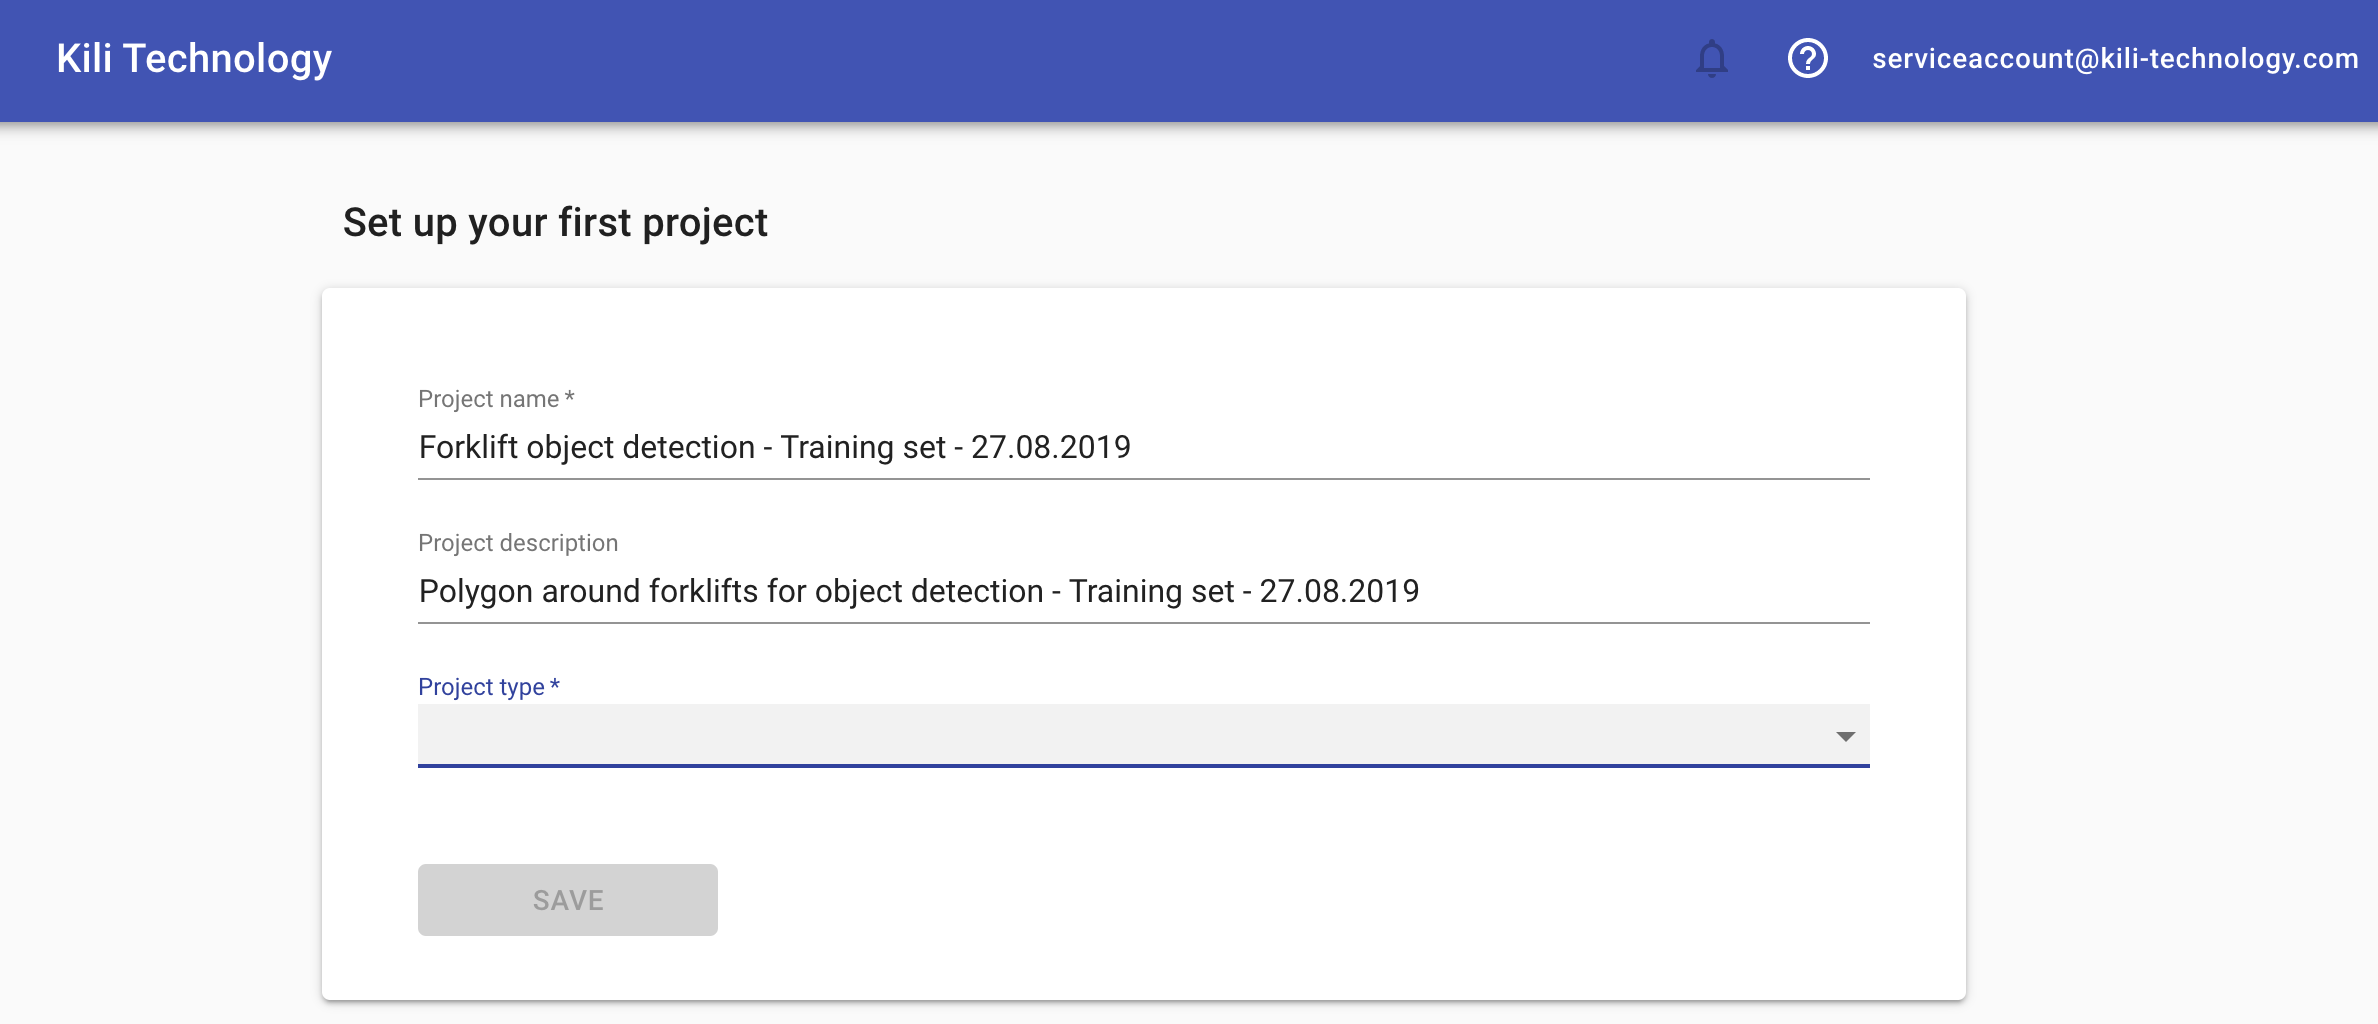 Kili Technology
serviceaccount@kili-technology.com
Set up your first project
Project name *
Forklift object detection - Training set - 27.08.2019
Project description
Polygon around forklifts for object detection - Training set - 27.08.2019
Project type *
SAVE